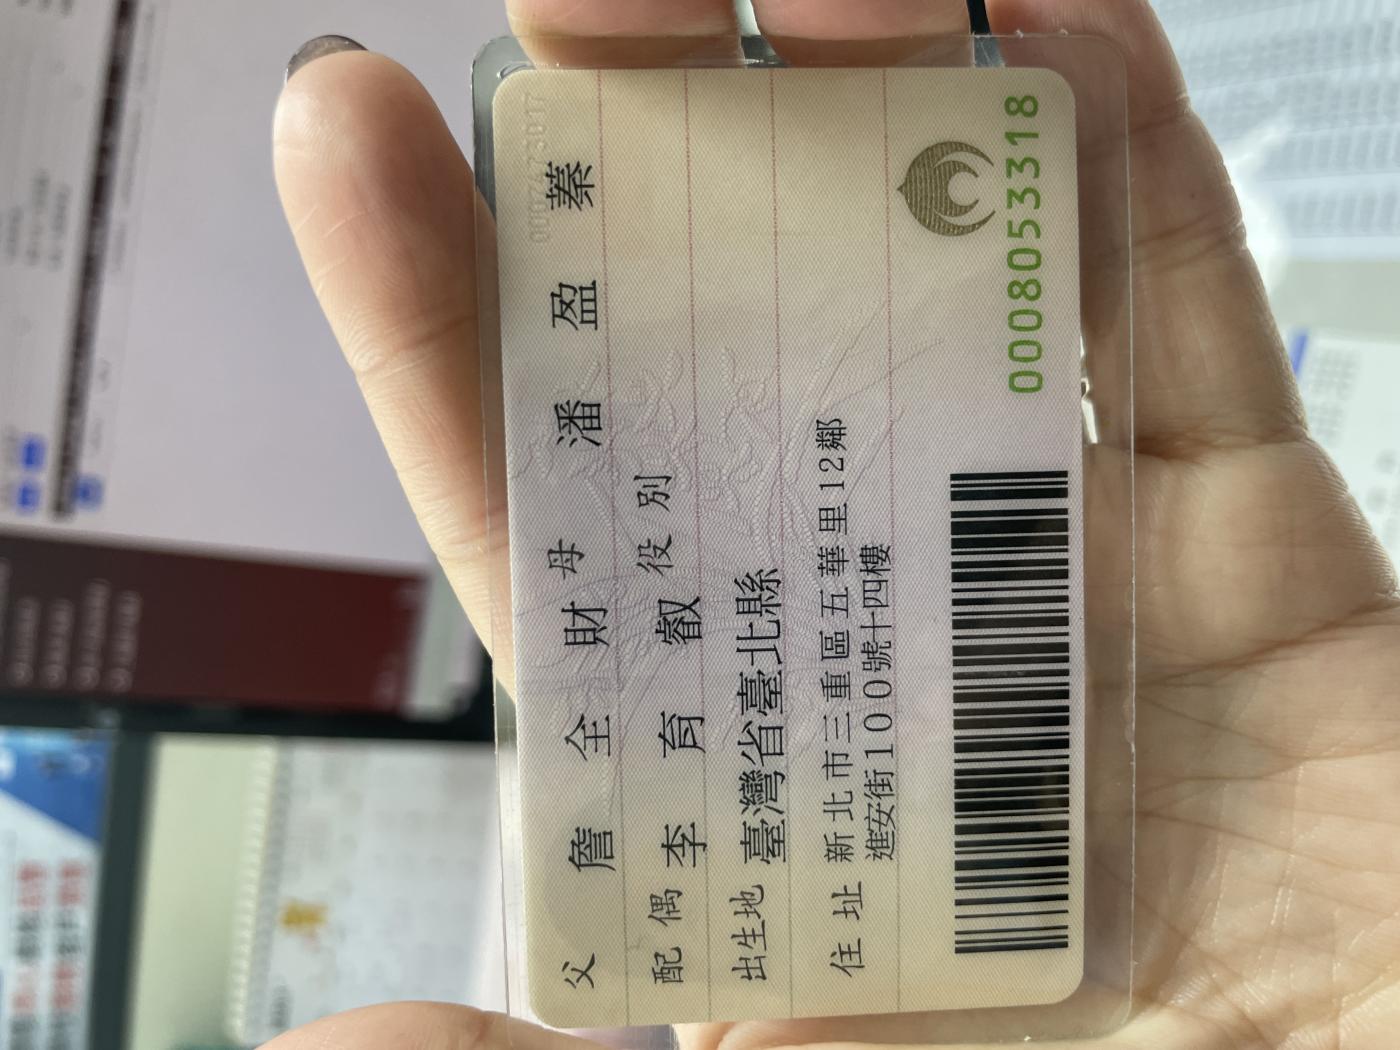 父 詹全財 母 潘盈蓁
配偶 李育叡 役別
出生地 臺灣省臺北縣
住址 新北市三重區五華里12鄰
進安街100號十四樓
0008053318